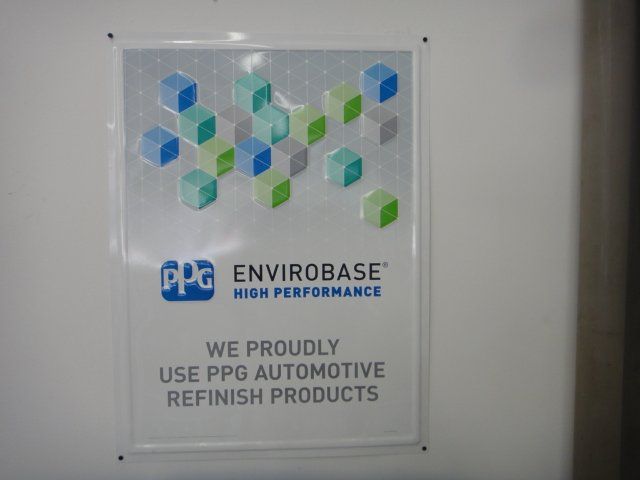 PPG ENVIROBASE®
HIGH PERFORMANCE
WE PROUDLY
USE PPG AUTOMOTIVE
REFINISH PRODUCTS